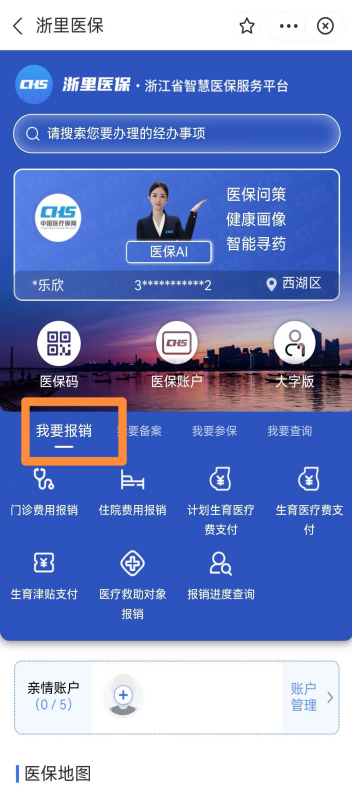 浙里医保
CHS 浙里医保·浙江省智慧医保服务平台
请搜索您要办理的经办事项
CHS
中国医疗保障
医保问策
健康画像
智能寻药
医保AI
*乐欣 3***********2 西湖区
CHS
医保码 医保账户 大字版
我要报销 要备案 我要参保 我要查询
门诊费用报销 住院费用报销 计划生育医疗费支付 生育医疗费支付
生育津贴支付 医疗救助对象报销 报销进度查询
亲情账户
(0/5)
账户
管理
医保地图